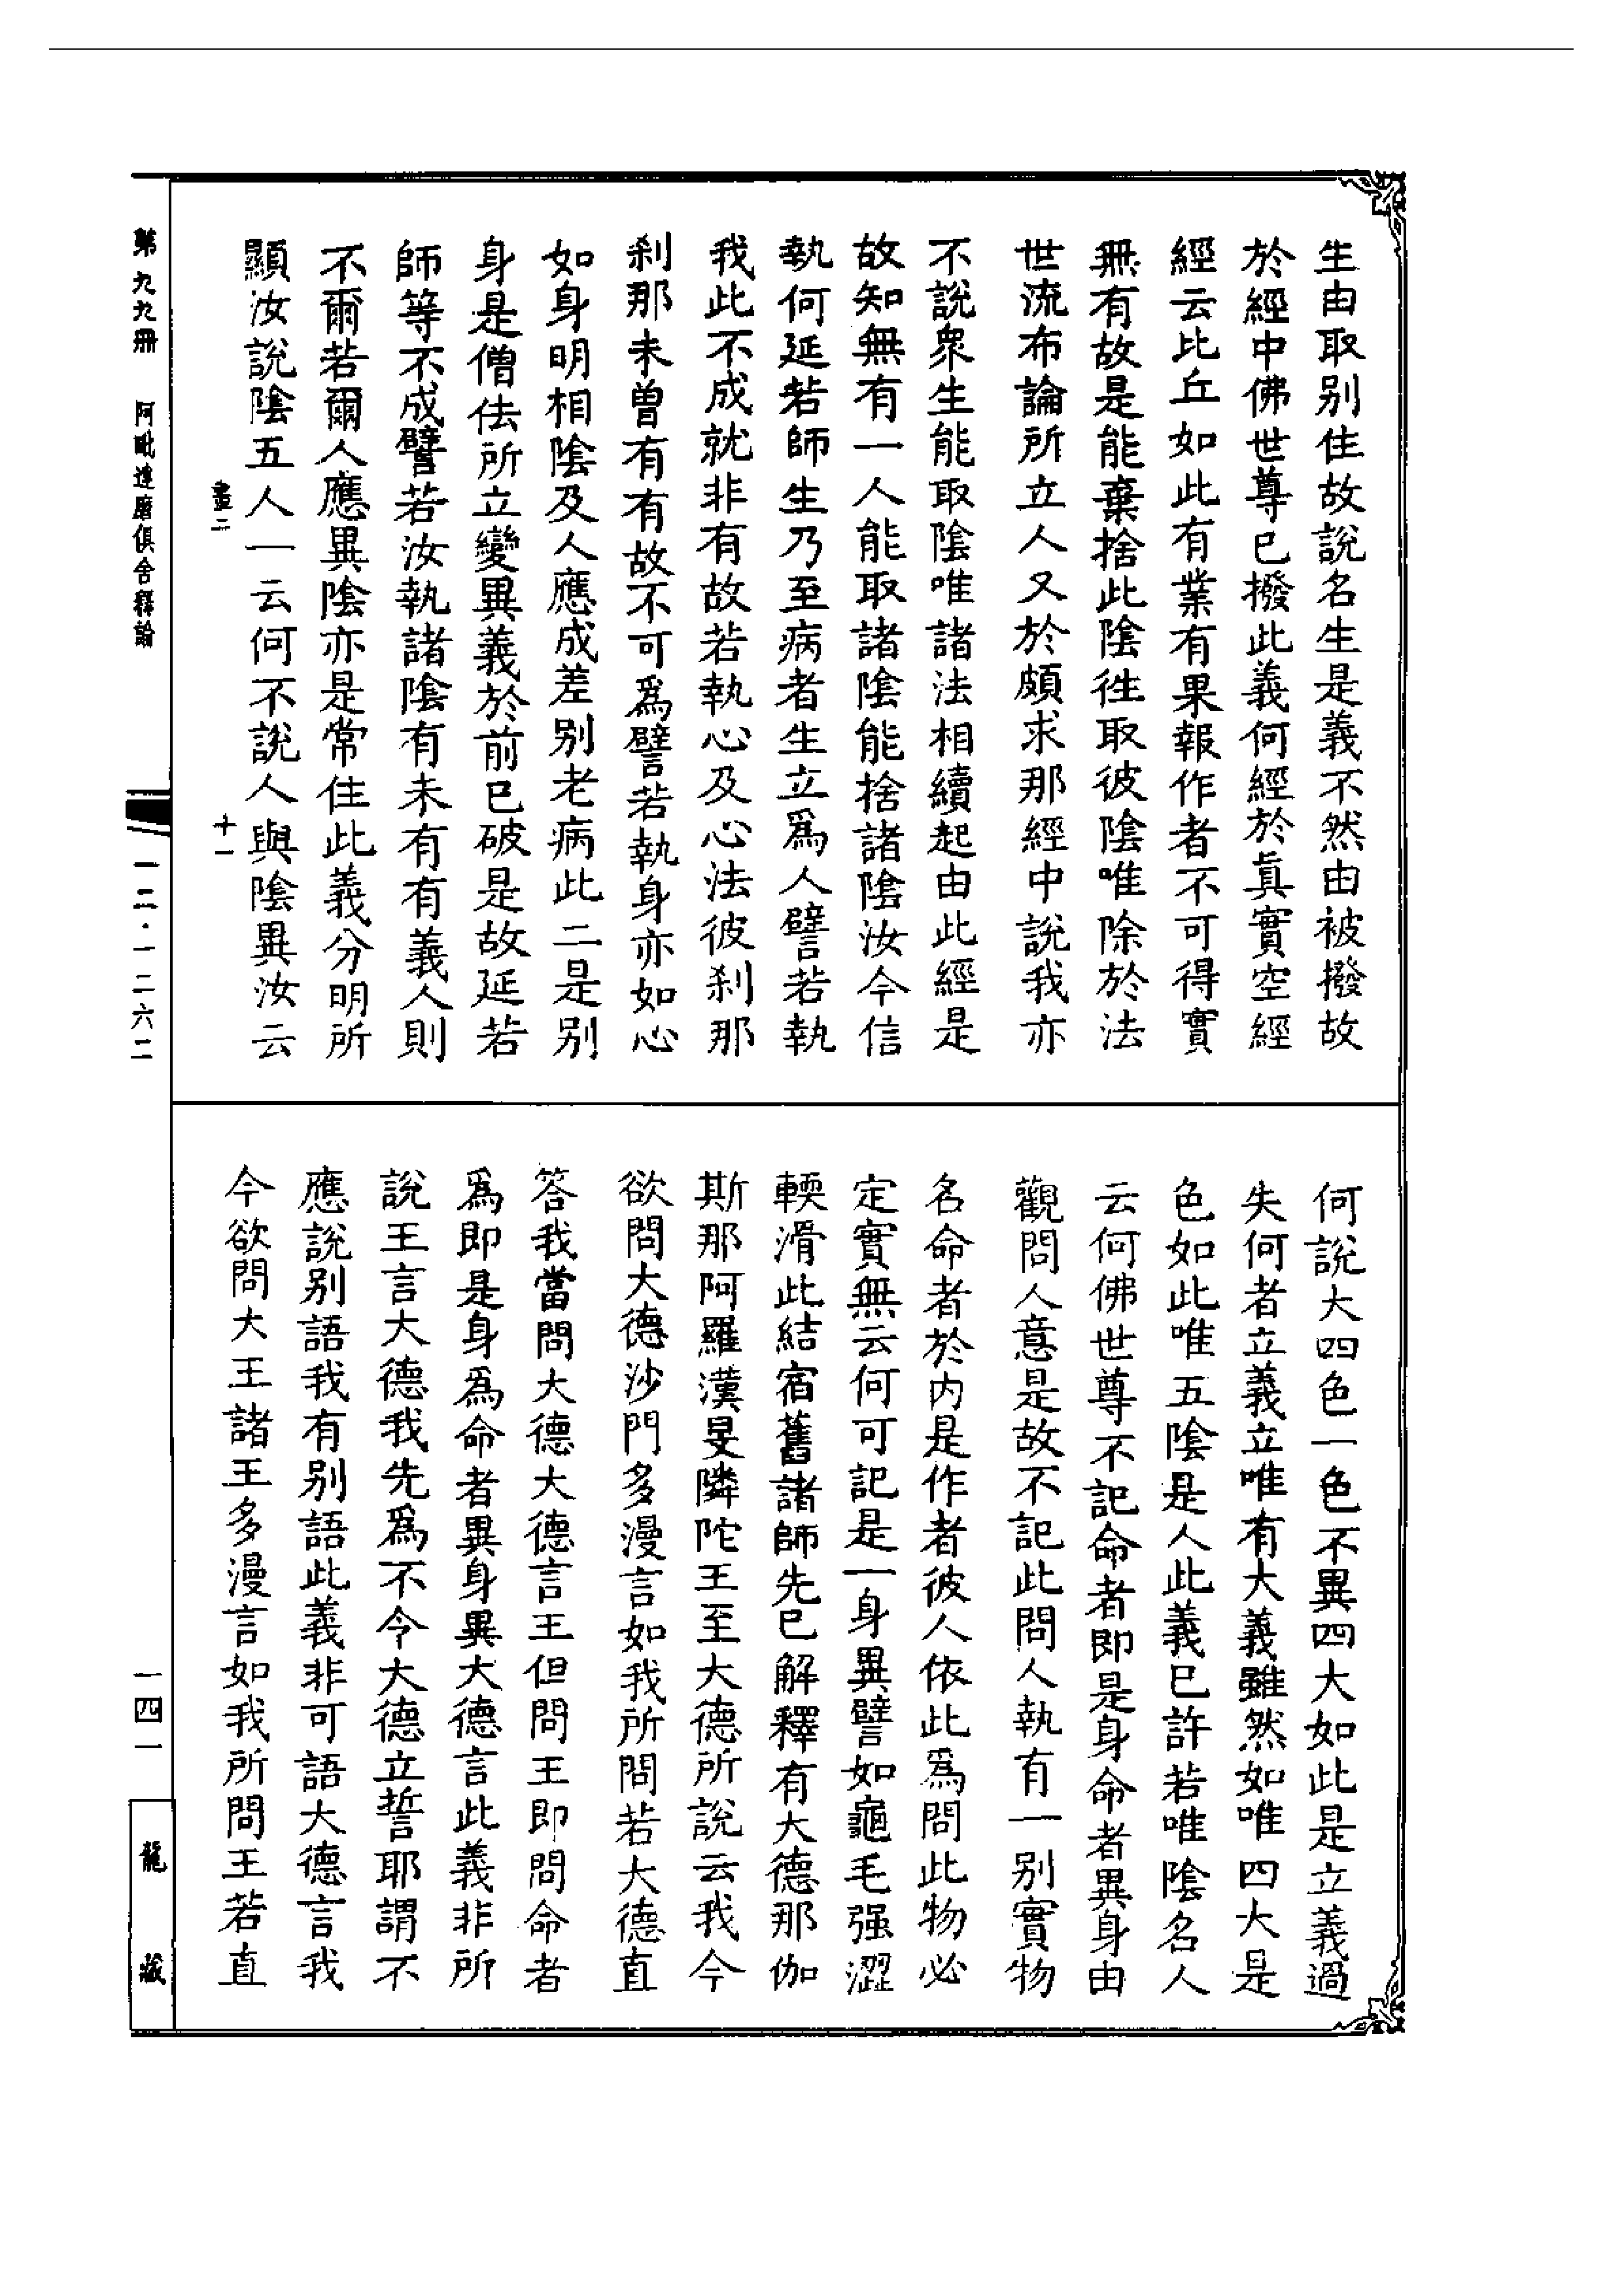 生由取别住故說名生是義不然由被撥故
於經中佛世尊已撥此義何經於真實空經
經云比丘如此有業有果報作者不可得實
無有故是能棄捨此陰徃取彼陰唯除於法
世流布論所立人又於頗求那經中說我亦
不說衆生能取陰唯諸法相續起由此經是
故知無有一人能取諸陰能捨諸陰汝今信
執何延若師生乃至病者生立爲人譬若執
我此不成就非有故若執心及心法彼刹那
刹那未曾有有故不可爲譬若執身亦如心
如身明相陰及人應成差别老病此二是别
身是僧佉所立變異義於前已破是故延若
師等不成譬若汝執諸陰有未有有義人則
不爾若爾人應異陰亦是常住此義分明所
顯汝說陰五人一云何不說人與陰異汝云
畫二 十一
何說大四色一色不異四大如此是立義過
失何者立義立唯有大義雖然如唯四大是
色如此唯五陰是人此義已許若唯陰名人
云何佛世尊不記命者即是身命者異身由
觀問人意是故不記此問人執有一别實物
名命者於内是作者彼人依此爲問此物必
定實無云何可記是一身異譬如龜毛强澀
輭滑此結宿舊諸師先已解釋有大德那伽
斯那阿羅漢旻隣陀王至大德所說云我今
欲問大德沙門多漫言如我所問若大德直
答我當問大德大德言王但問王即問命者
爲即是身爲命者異身異大德言此義非所
說王言大德我先爲不令大德立誓耶謂不
應說别語我有别語此義非可語大德言我
今欲問大王諸王多漫言如我所問王若直
第九九册 阿毗達磨俱舍釋論
一二·一二六二
一四一
龍藏